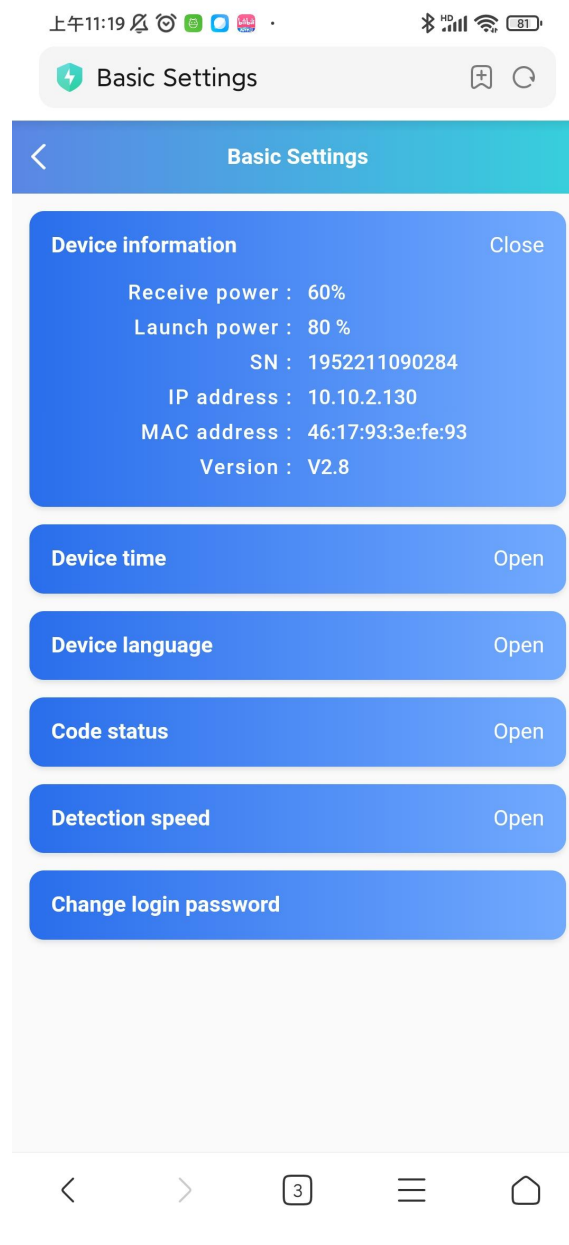 上午11:19
HD
81
Basic Settings
Basic Settings
Device information Close
Receive power : 60%
Launch power : 80 %
SN : 1952211090284
IP address : 10.10.2.130
MAC address : 46:17:93:3e:fe:93
Version : V2.8
Device time Open
Device language Open
Code status Open
Detection speed Open
Change login password
3